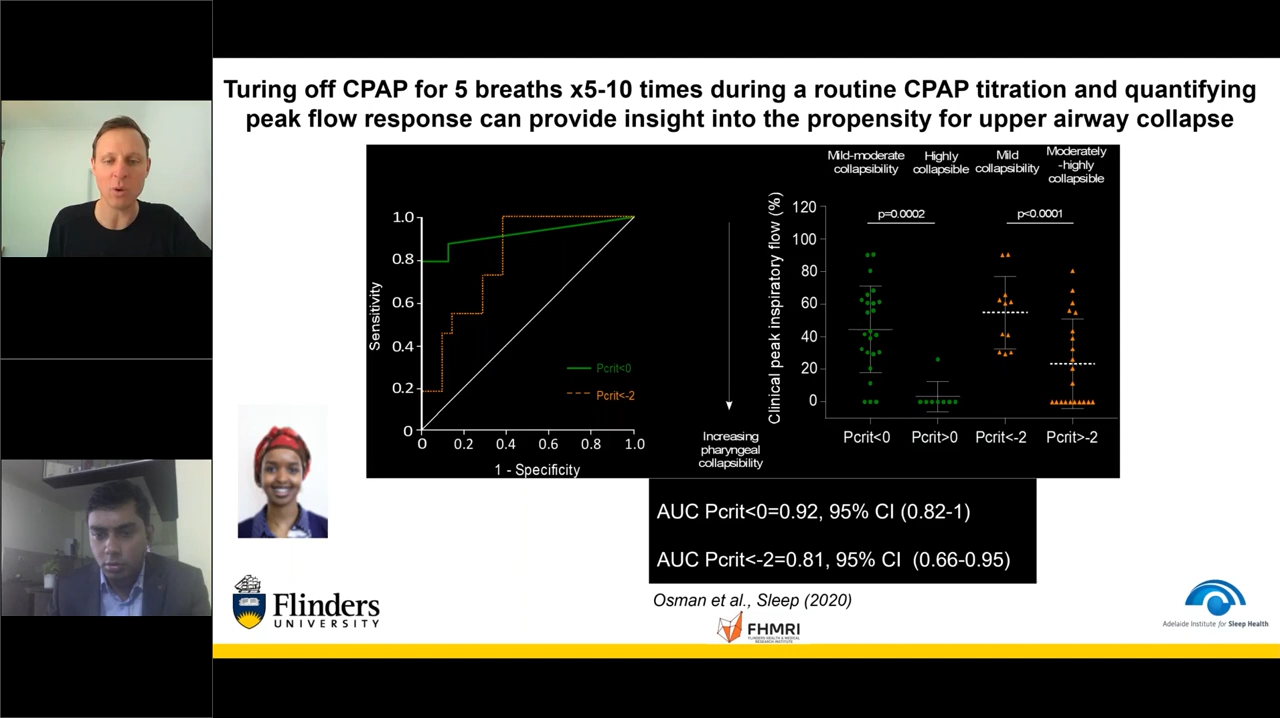 Turing off CPAP for 5 breaths x5-10 times during a routine CPAP titration and quantifying
peak flow response can provide insight into the propensity for upper airway collapse
Mild-moderate
collapsibility
Highly
collapsible
Mild
collapsibility
Moderately
-highly
collapsible
1.0
0.8
0.6
0.4
0.2
0
Sensitivity
0
0.2
0.4
0.6
0.8
1.0
1 - Specificity
Pcrit<0
Pcrit<-2
Increasing
pharyngeal
collapsibility
Clinical peak inspiratory flow (%)
120
100
80
60
40
20
0
p=0.0002
p<0.0001
Pcrit<0
Pcrit>0
Pcrit<-2
Pcrit>-2
AUC Pcrit<0=0.92, 95% CI (0.82-1)
AUC Pcrit<-2=0.81, 95% CI (0.66-0.95)
Osman et al., Sleep (2020)
Flinders
UNIVERSITY
FHMRI
FLINDERS HEALTH & MEDICAL
RESEARCH INSTITUTE
Adelaide Institute for Sleep Health